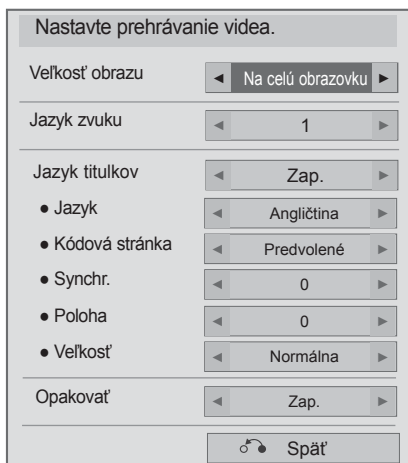 Nastavte prehrávanie videa.
Veľkosť obrazu ◄ Na celú obrazovku ►
Jazyk zvuku ◄ 1 ►
Jazyk titulkov ◄ Zap. ►
● Jazyk ◄ Angličtina ►
● Kódová stránka ◄ Predvolené ►
● Synchr. ◄ 0 ►
● Poloha ◄ 0 ►
● Veľkosť ◄ Normálna ►
Opakovať ◄ Zap. ►
Späť